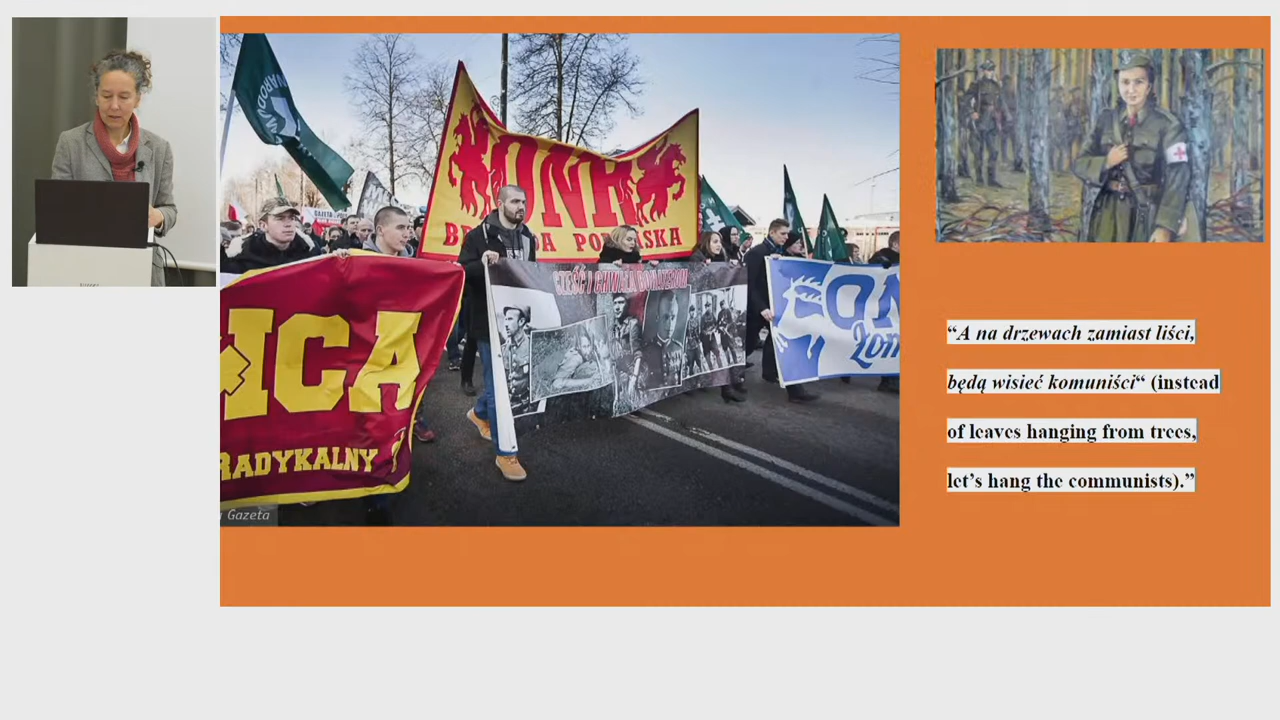 ONR
BRYGADA PODLASKA
CZEŚĆ I CHWAŁA BOHATEROM
ICA
RADYKALNY
ON
Gazeta
“A na drzewach zamiast liści,
będą wisieć komuniści“ (instead
of leaves hanging from trees,
let’s hang the communists).”